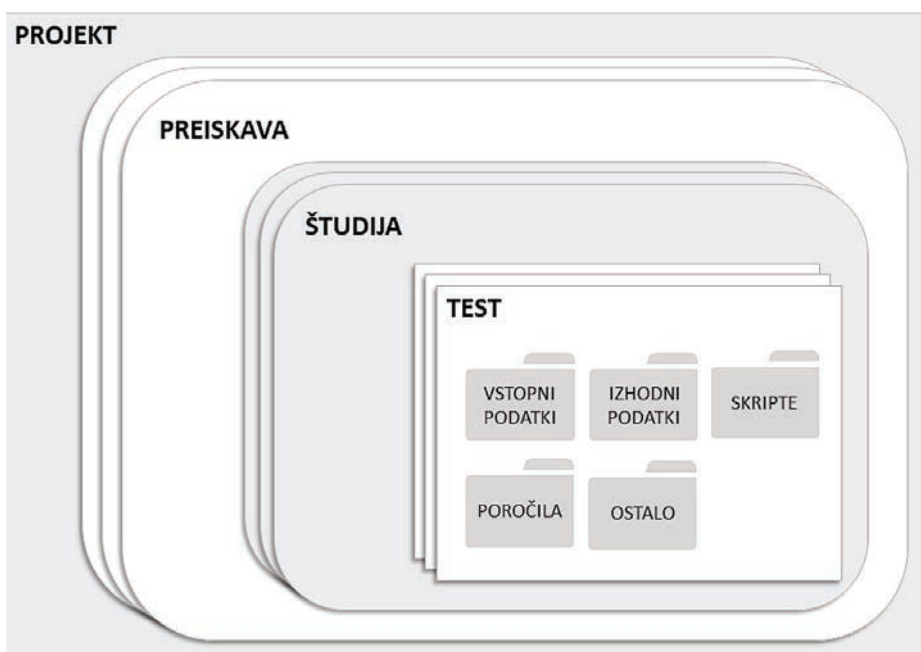 PROJEKT
PREISKAVA
ŠTUDIJA
TEST
VSTOPNI
PODATKI
IZHODNI
PODATKI
SKRIPTE
POROČILA
OSTALO